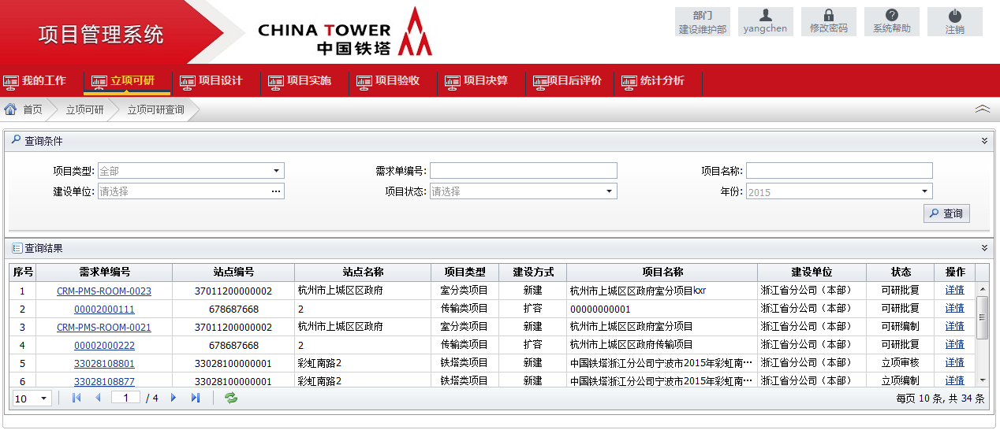 项目管理系统
CHINA TOWER
中国铁塔
部门
建设维护部
yangchen
修改密码
系统帮助
注销
我的工作 立项可研 项目设计 项目实施 项目验收 项目决算 项目后评价 统计分析
首页 立项可研 立项可研查询
查询条件
项目类型: 全部 需求单编号: 项目名称:
建设单位: 请选择 项目状态: 请选择 年份: 2015
查询
查询结果
序号 需求单编号 站点编号 站点名称 项目类型 建设方式 项目名称 建设单位 状态 操作
1 CRM-PMS-ROOM-0023 37011200000002 杭州市上城区区政府 室分类项目 新建 杭州市上城区区政府室分项目kxr 浙江省分公司（本部） 可研批复 详情
2 00002000111 678687668 2 传输类项目 扩容 00000000001 浙江省分公司（本部） 可研批复 详情
3 CRM-PMS-ROOM-0021 37011200000002 杭州市上城区区政府 室分类项目 新建 杭州市上城区区政府室分项目 浙江省分公司（本部） 可研编制 详情
4 00002000222 678687668 2 传输类项目 扩容 杭州市上城区区政府传输项目 浙江省分公司（本部） 可研批复 详情
5 33028108801 33028100000001 彩虹南路2 铁塔类项目 新建 中国铁塔浙江分公司宁波市2015年彩虹南… 浙江省分公司（本部） 立项审核 详情
6 33028108877 33028100000001 彩虹南路2 铁塔类项目 新建 中国铁塔浙江分公司宁波市2015年彩虹南… 浙江省分公司（本部） 立项编制 详情
10 1 / 4 每页 10 条, 共 34 条